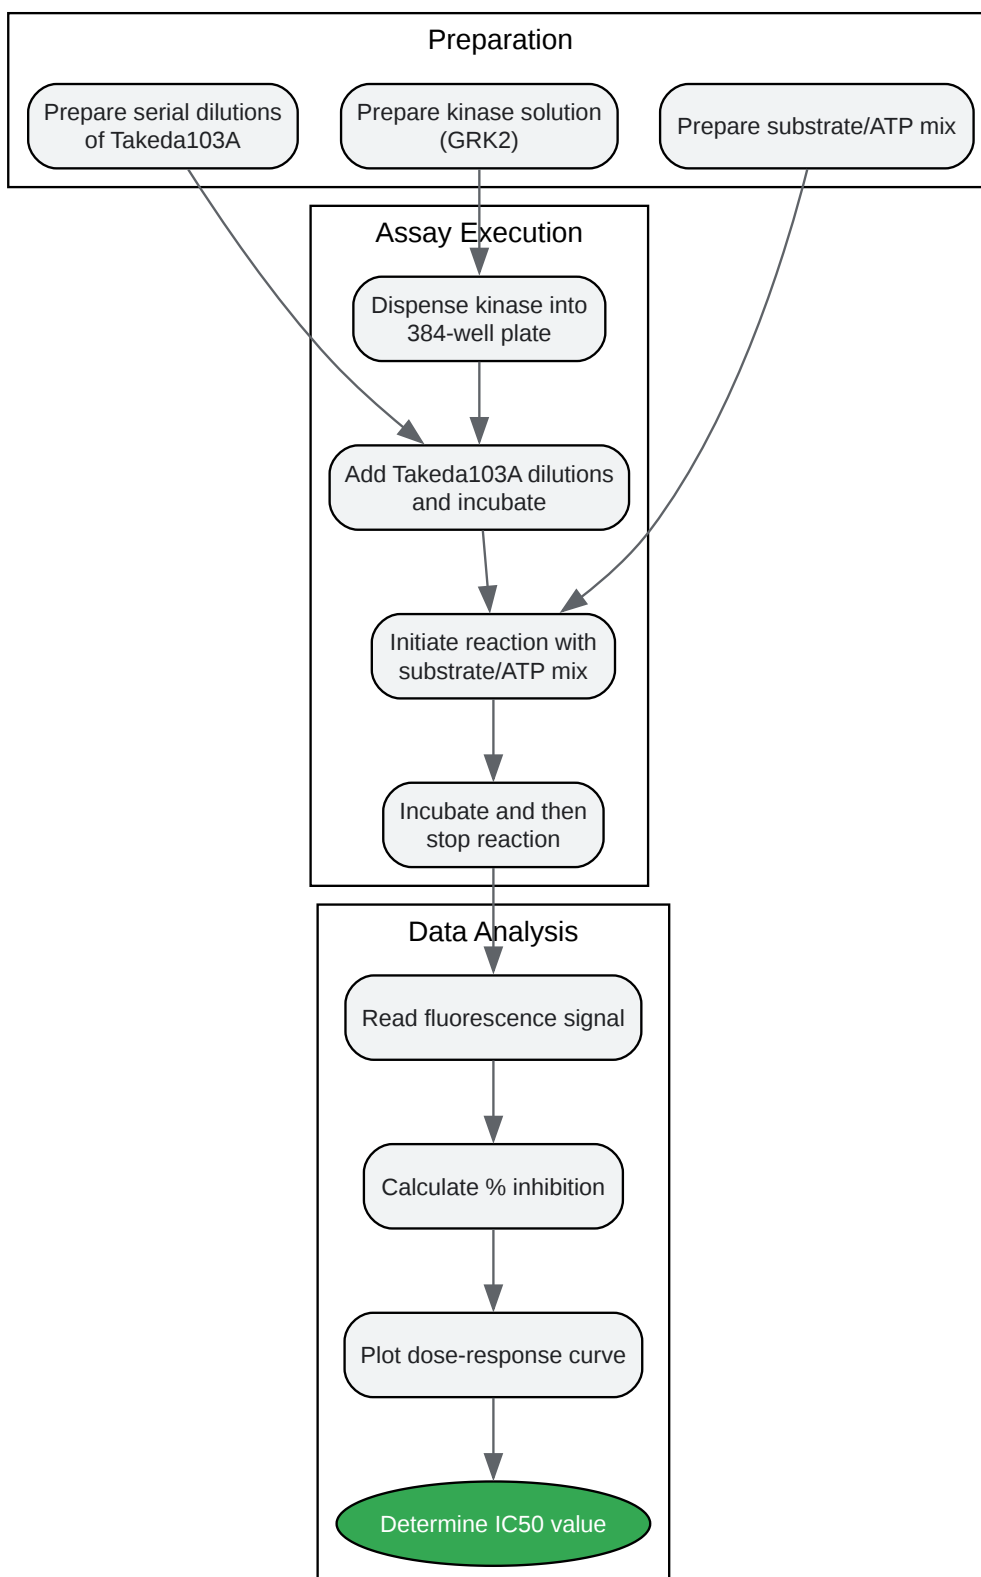 Preparation
Prepare serial dilutions
of Takeda103A
Prepare kinase solution
(GRK2)
Prepare substrate/ATP mix
Assay Execution
Dispense kinase into
384-well plate
Add Takeda103A dilutions
and incubate
Initiate reaction with
substrate/ATP mix
Incubate and then
stop reaction
Data Analysis
Read fluorescence signal
Calculate % inhibition
Plot dose-response curve
Determine IC50 value